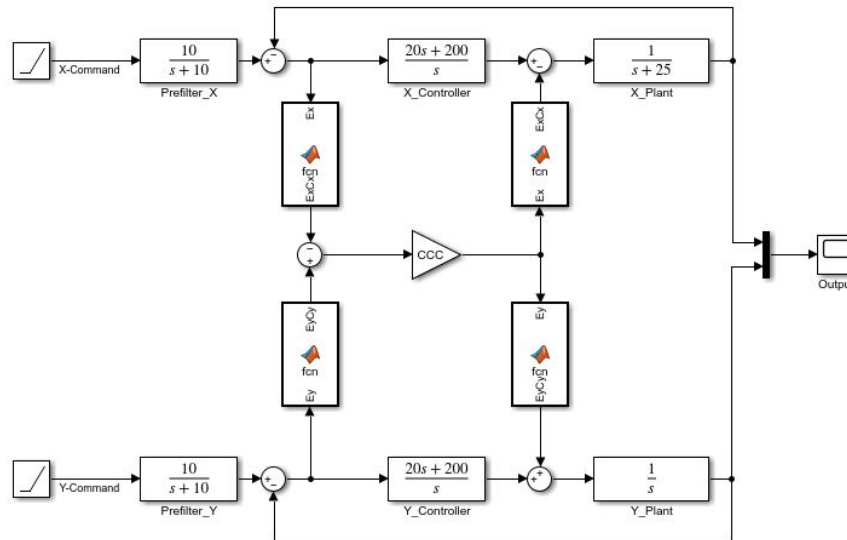 X-Command
10
s + 10
Prefilter_X
20s + 200
s
X_Controller
1
s + 25
X_Plant
Ex
fcn
ExCx
ExCx
fcn
Ex
CCC
Output
EyCy
fcn
Ey
Ey
fcn
EyCy
Y-Command
10
s + 10
Prefilter_Y
20s + 200
s
Y_Controller
1
s
Y_Plant